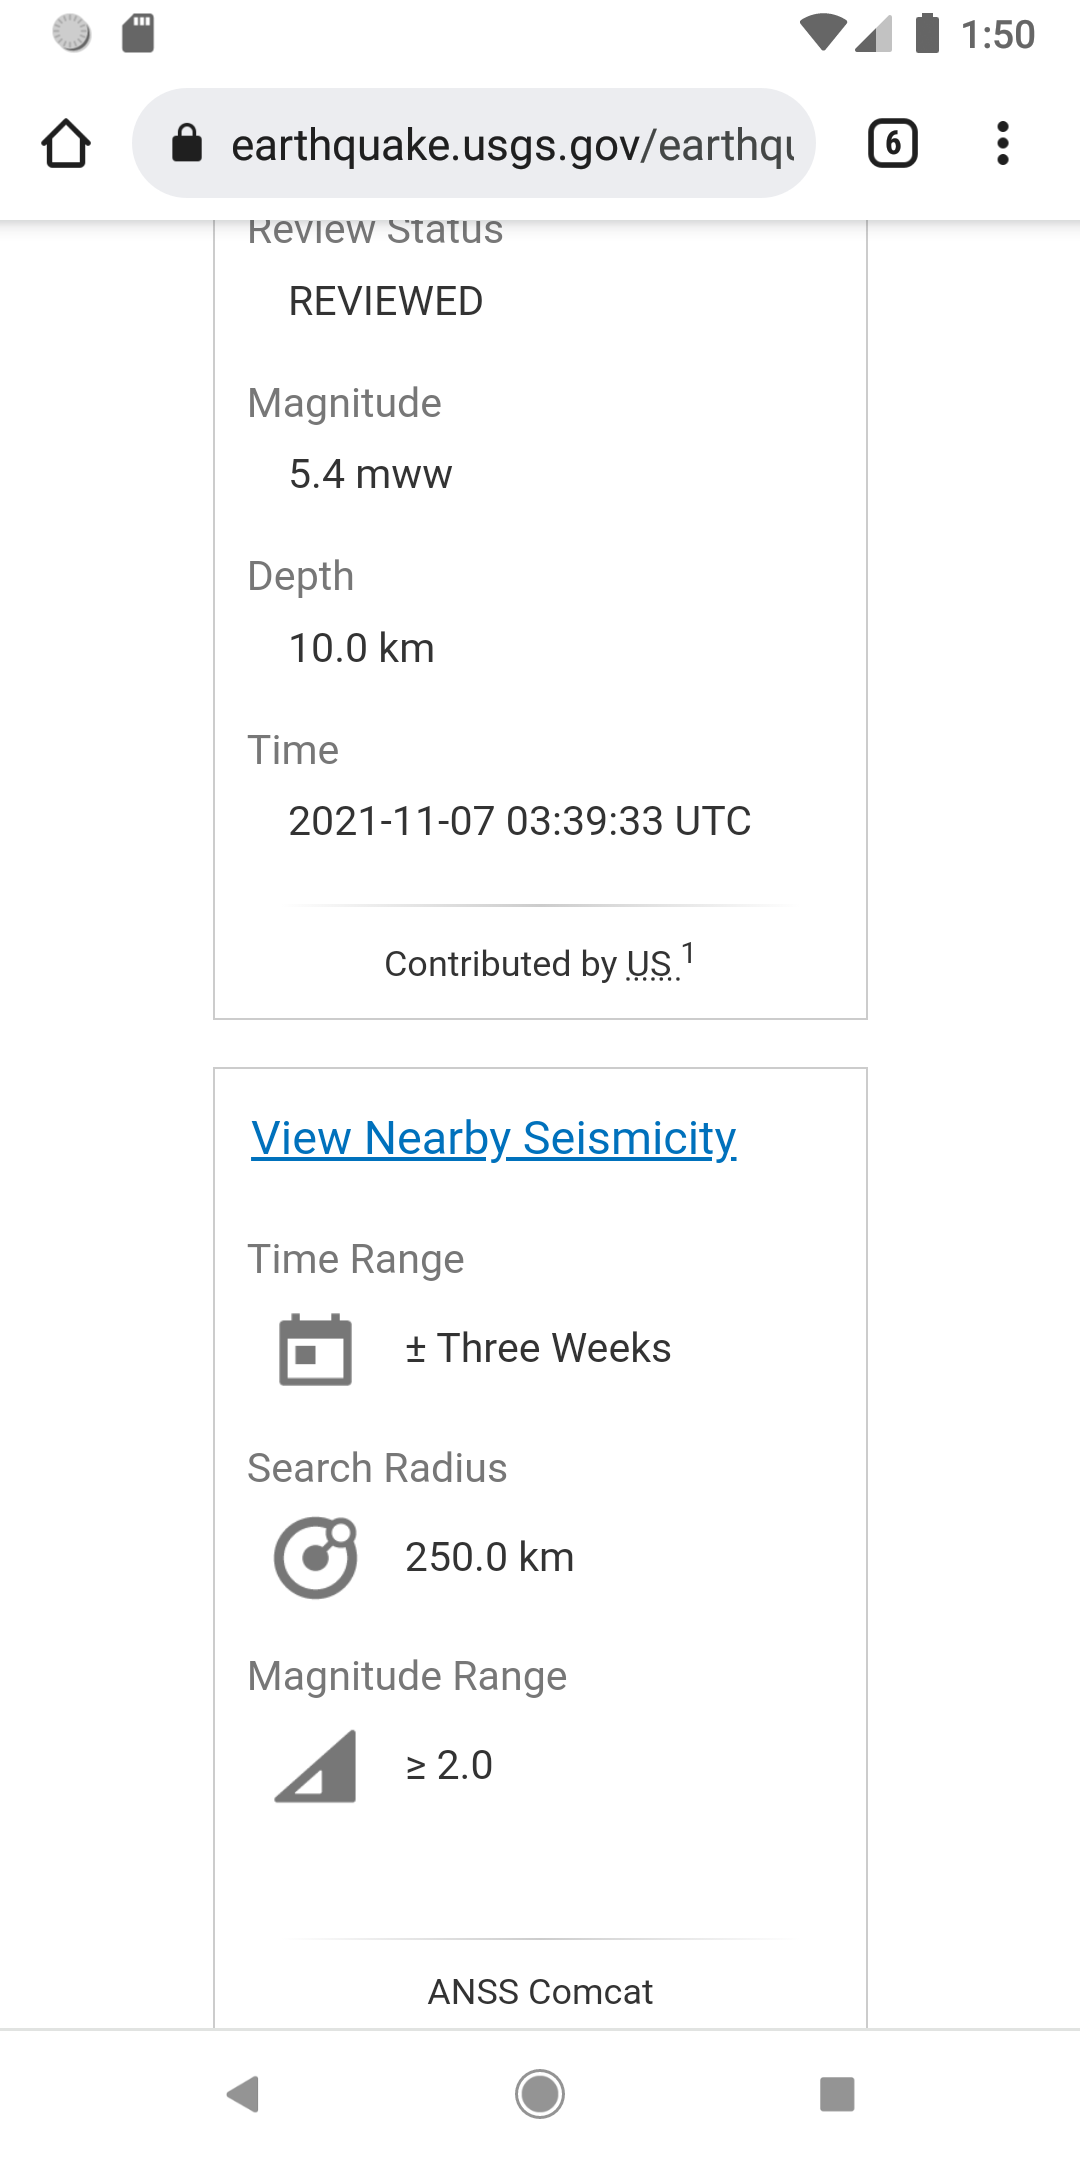 1:50
earthquake.usgs.gov/earthqu
6
Review Status
REVIEWED
Magnitude
5.4 mww
Depth
10.0 km
Time
2021-11-07 03:39:33 UTC
Contributed by US 1
View Nearby Seismicity
Time Range
± Three Weeks
Search Radius
250.0 km
Magnitude Range
≥ 2.0
ANSS Comcat